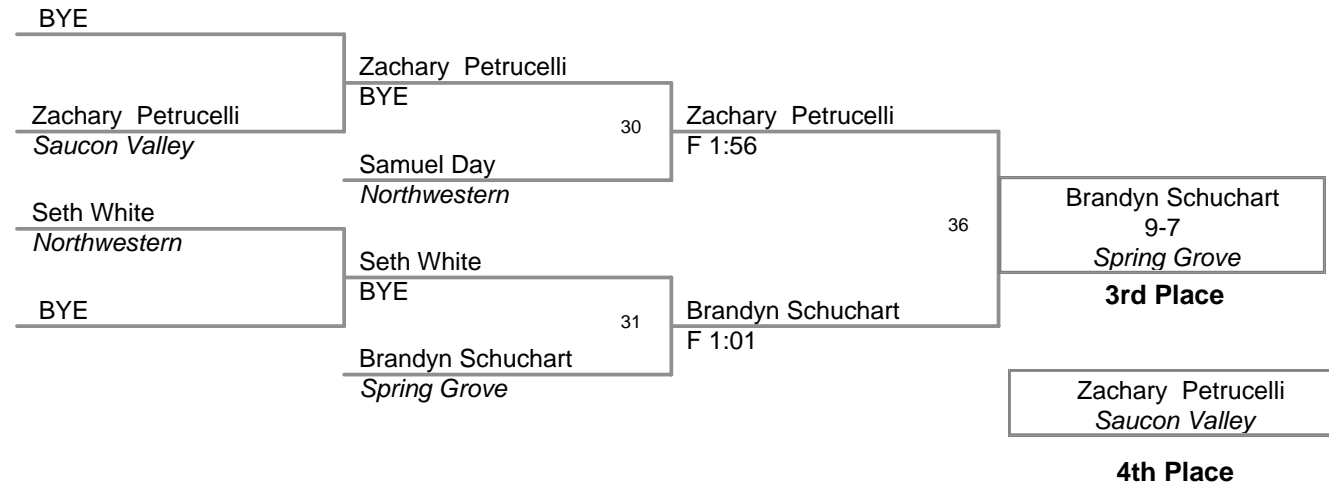 BYE
Zachary Petrucelli
Saucon Valley
Seth White
Northwestern
BYE
Zachary Petrucelli
BYE
30
Samuel Day
Northwestern
Seth White
BYE
31
Brandyn Schuchart
Spring Grove
Zachary Petrucelli
F 1:56
36
Brandyn Schuchart
F 1:01
Brandyn Schuchart
9-7
Spring Grove
3rd Place
Zachary Petrucelli
Saucon Valley
4th Place